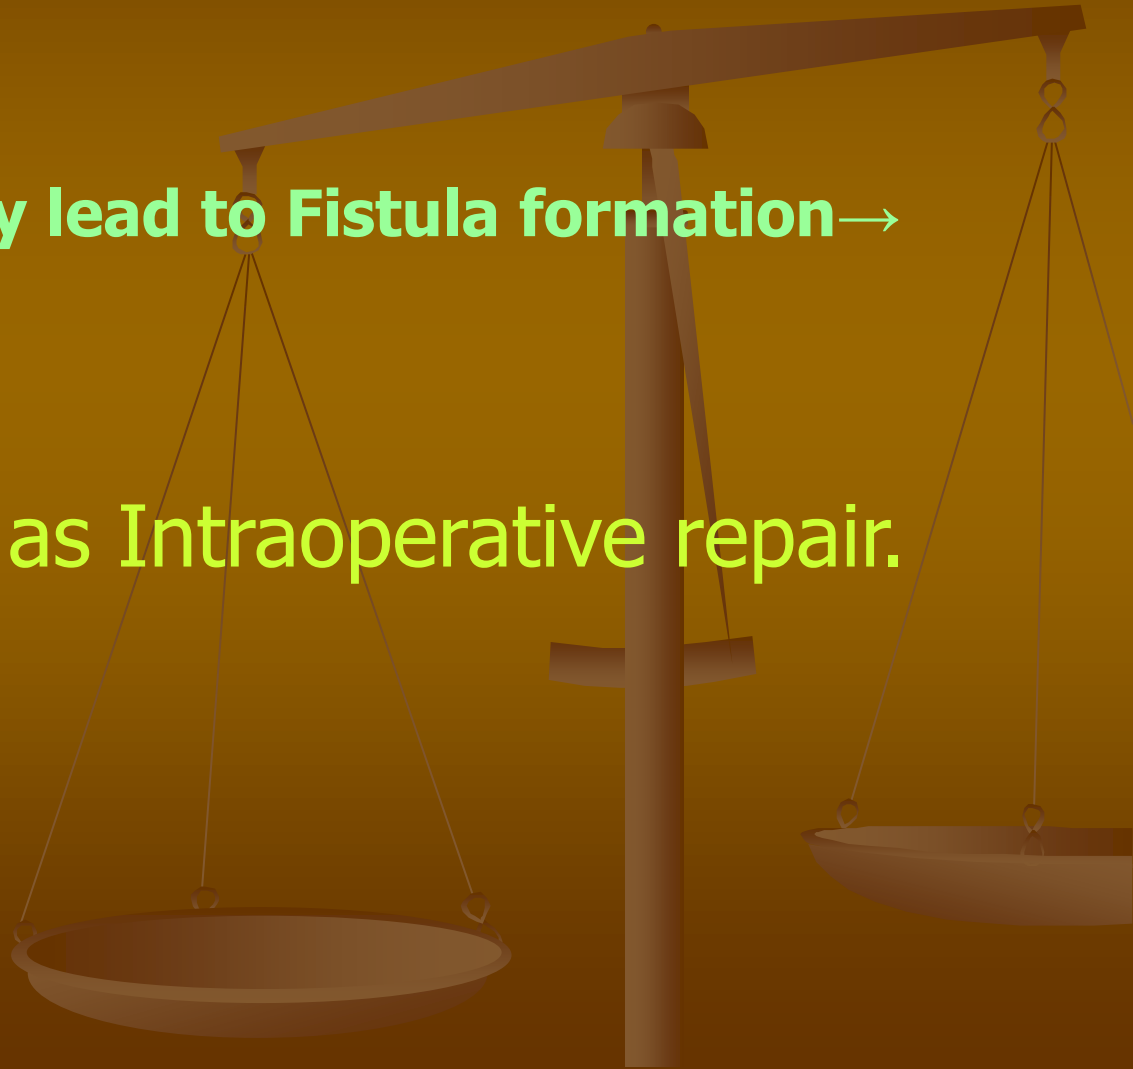 y lead to Fistula formation→
as Intraoperative repair.